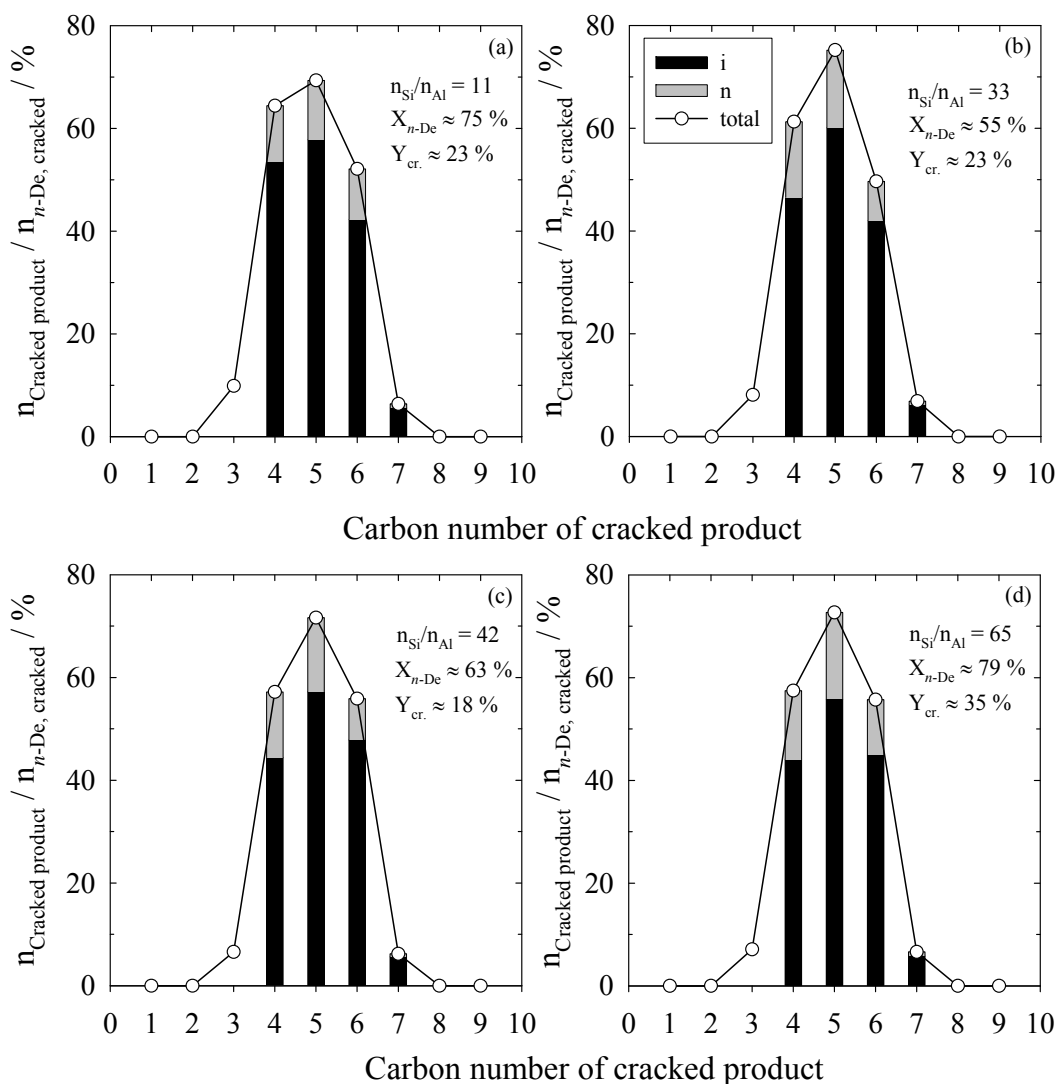 n_Cracked product / n_n-De, cracked / %
80
60
40
20
0
(a)
n_Si/n_Al = 11
X_n-De ≈ 75 %
Y_cr. ≈ 23 %
0 1 2 3 4 5 6 7 8 9 10
n_Cracked product / n_n-De, cracked / %
80
60
40
20
0
i
n
total
(b)
n_Si/n_Al = 33
X_n-De ≈ 55 %
Y_cr. ≈ 23 %
0 1 2 3 4 5 6 7 8 9 10
Carbon number of cracked product
n_Cracked product / n_n-De, cracked / %
80
60
40
20
0
(c)
n_Si/n_Al = 42
X_n-De ≈ 63 %
Y_cr. ≈ 18 %
0 1 2 3 4 5 6 7 8 9 10
n_Cracked product / n_n-De, cracked / %
80
60
40
20
0
(d)
n_Si/n_Al = 65
X_n-De ≈ 79 %
Y_cr. ≈ 35 %
0 1 2 3 4 5 6 7 8 9 10
Carbon number of cracked product